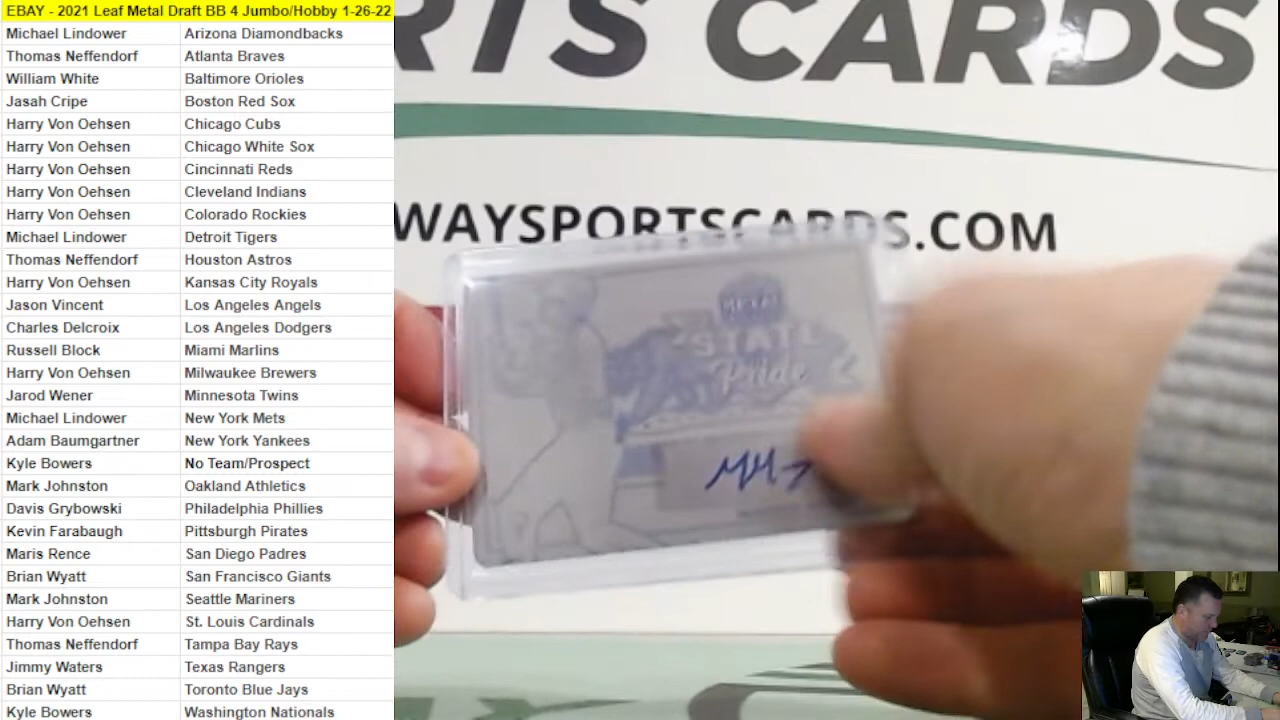 EBAY - 2021 Leaf Metal Draft BB 4 Jumbo/Hobby 1-26-22
Michael Lindower Arizona Diamondbacks
Thomas Neffendorf Atlanta Braves
William White Baltimore Orioles
Jasah Cripe Boston Red Sox
Harry Von Oehsen Chicago Cubs
Harry Von Oehsen Chicago White Sox
Harry Von Oehsen Cincinnati Reds
Harry Von Oehsen Cleveland Indians
Harry Von Oehsen Colorado Rockies
Michael Lindower Detroit Tigers
Thomas Neffendorf Houston Astros
Harry Von Oehsen Kansas City Royals
Jason Vincent Los Angeles Angels
Charles Delcroix Los Angeles Dodgers
Russell Block Miami Marlins
Harry Von Oehsen Milwaukee Brewers
Jarod Wener Minnesota Twins
Michael Lindower New York Mets
Adam Baumgartner New York Yankees
Kyle Bowers No Team/Prospect
Mark Johnston Oakland Athletics
Davis Grybowski Philadelphia Phillies
Kevin Farabaugh Pittsburgh Pirates
Maris Rence San Diego Padres
Brian Wyatt San Francisco Giants
Mark Johnston Seattle Mariners
Harry Von Oehsen St. Louis Cardinals
Thomas Neffendorf Tampa Bay Rays
Jimmy Waters Texas Rangers
Brian Wyatt Toronto Blue Jays
Kyle Bowers Washington Nationals
RTS CARDS
WAYSPORTSCARDS.COM
METAL
STATE
Pride